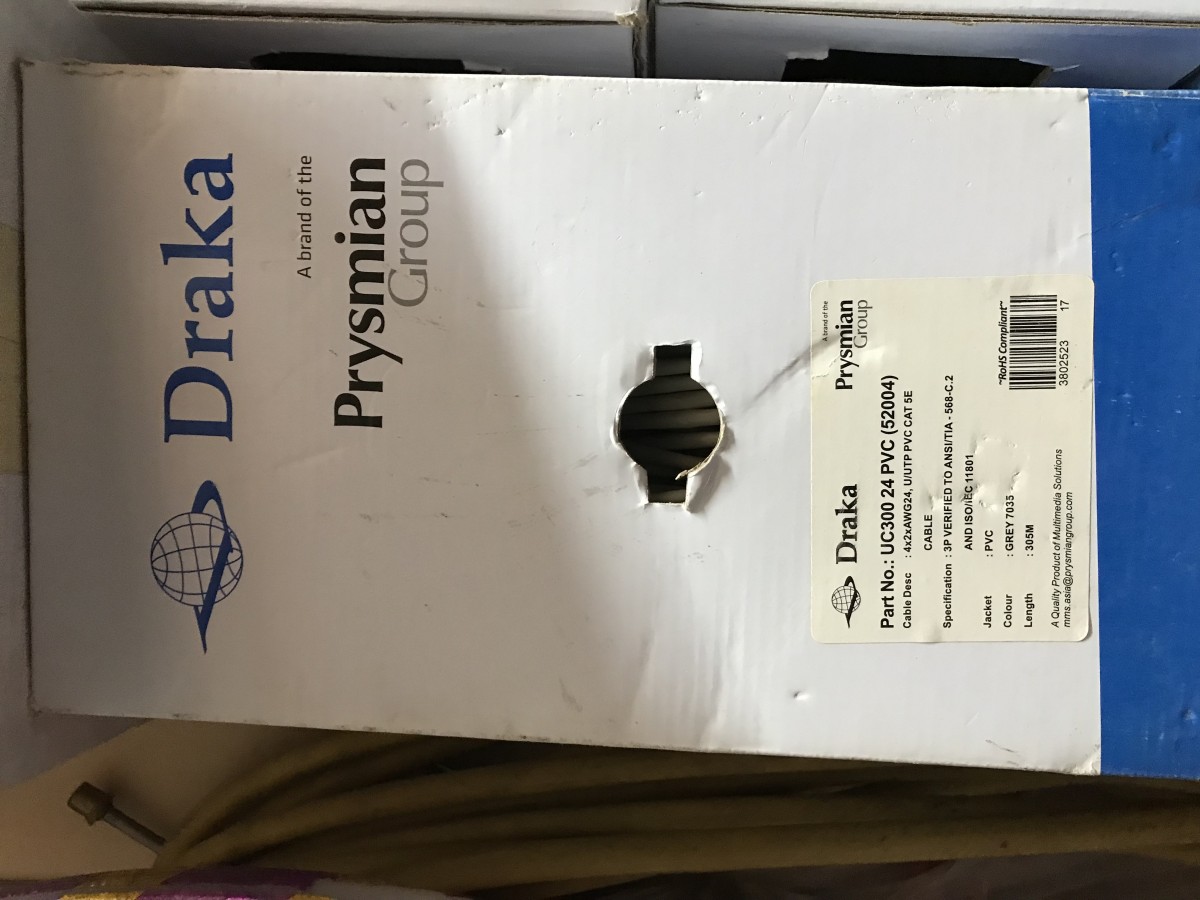 Draka
A brand of the
Prysmian
Group
Draka
A brand of the
Prysmian
Group
Part No.: UC300 24 PVC (52004)
Cable Desc : 4x2xAWG24, U/UTP PVC CAT 5E
CABLE
Specification : 3P VERIFIED TO ANSI/TIA - 568-C.2
AND ISO/IEC 11801
Jacket : PVC
Colour : GREY 7035
Length : 305M
~RoHS Compliant~
3802523 17
A Quality Product of Multimedia Solutions
mms.asia@prysmiangroup.com